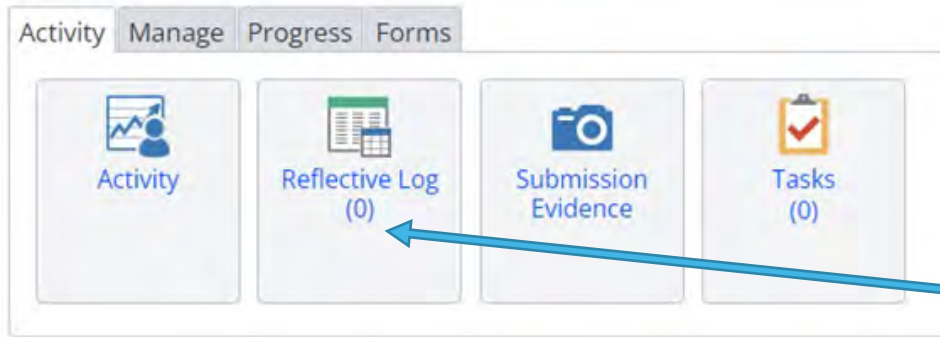 Activity Manage Progress Forms
Activity
Reflective Log
(0)
Submission
Evidence
Tasks
(0)